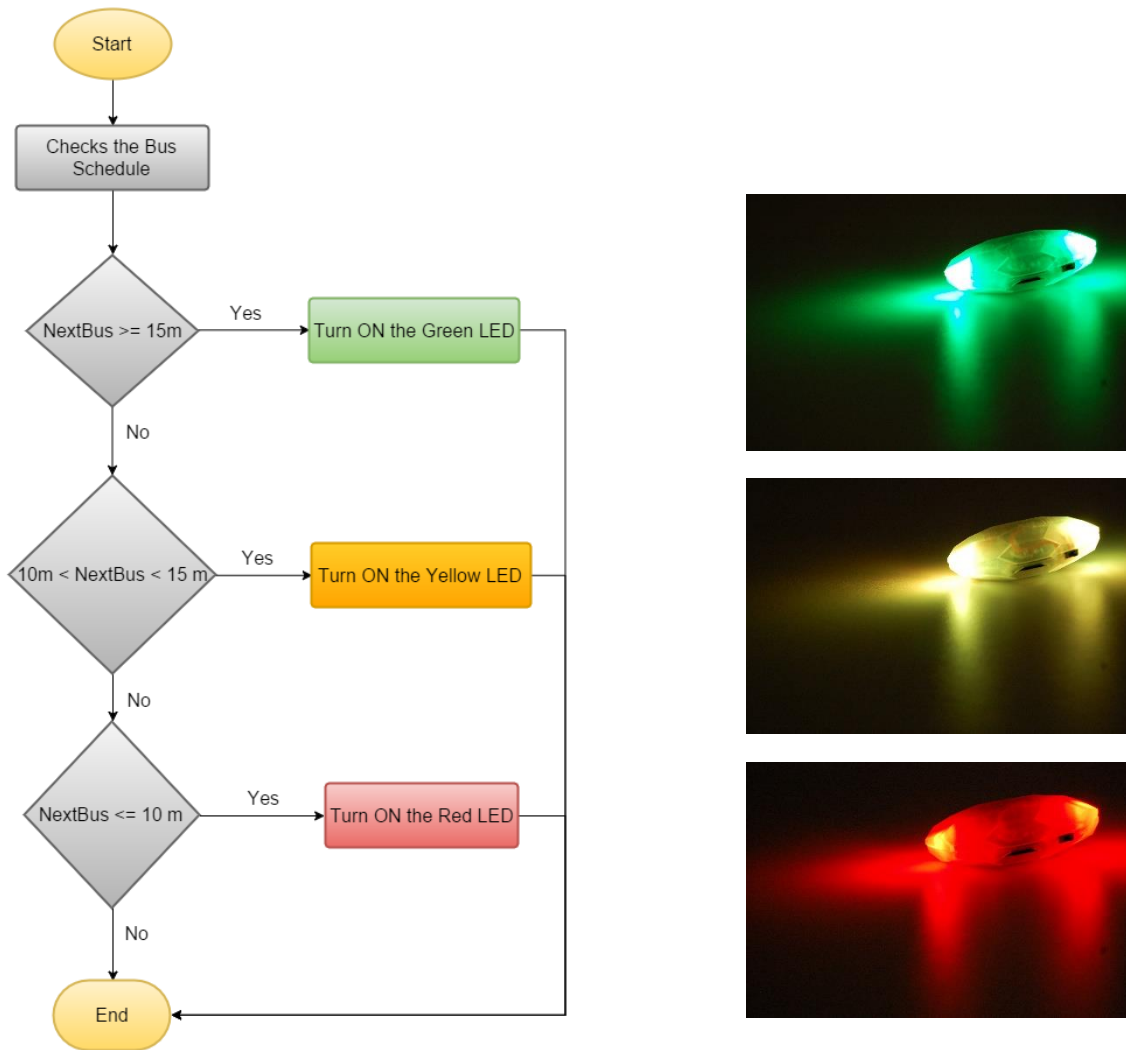 Start
Checks the Bus
Schedule
NextBus >= 15m
Yes
Turn ON the Green LED
No
10m < NextBus < 15 m
Yes
Turn ON the Yellow LED
No
NextBus <= 10 m
Yes
Turn ON the Red LED
No
End